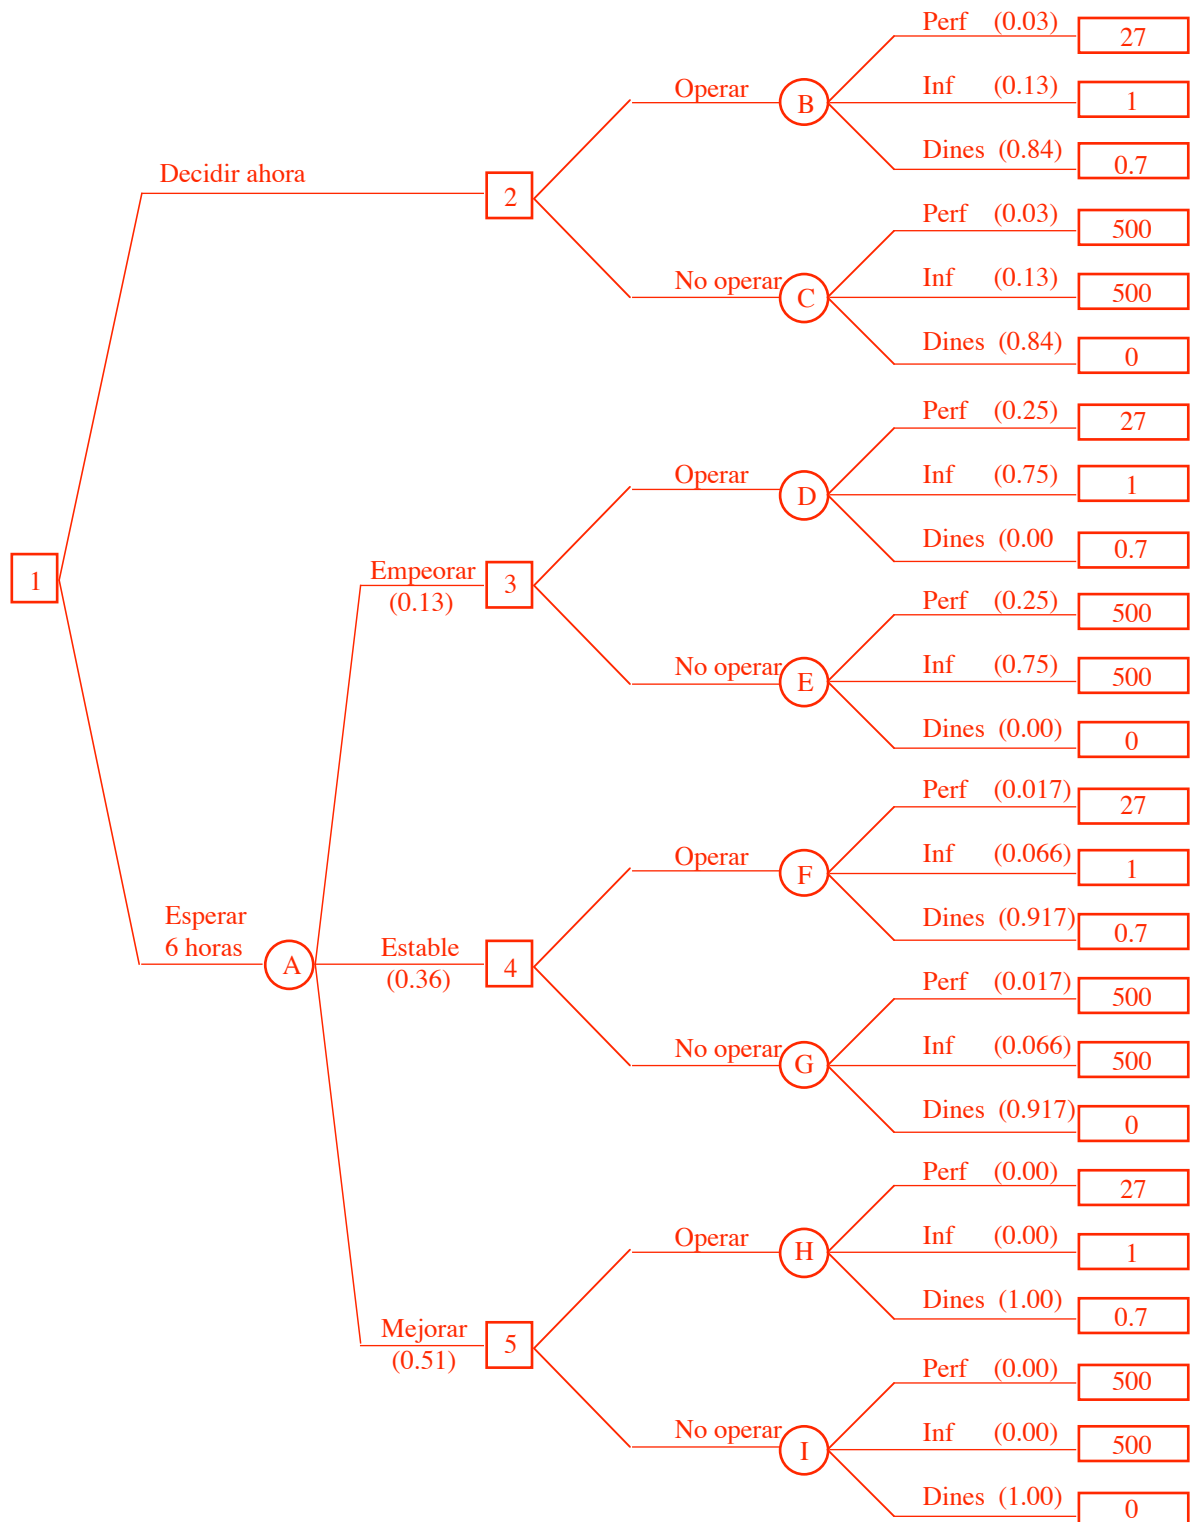 Perf (0.03) 27
Operar B Inf (0.13) 1
Dines (0.84) 0.7
Decidir ahora 2
Perf (0.03) 500
No operar C Inf (0.13) 500
Dines (0.84) 0
Perf (0.25) 27
Operar D Inf (0.75) 1
Dines (0.00 0.7
1
Empeorar 3
(0.13)
Perf (0.25) 500
No operar E Inf (0.75) 500
Dines (0.00) 0
Perf (0.017) 27
Operar F Inf (0.066) 1
Dines (0.917) 0.7
Esperar
6 horas A
Estable 4
(0.36)
Perf (0.017) 500
No operar G Inf (0.066) 500
Dines (0.917) 0
Perf (0.00) 27
Operar H Inf (0.00) 1
Dines (1.00) 0.7
Mejorar 5
(0.51)
Perf (0.00) 500
No operar I Inf (0.00) 500
Dines (1.00) 0